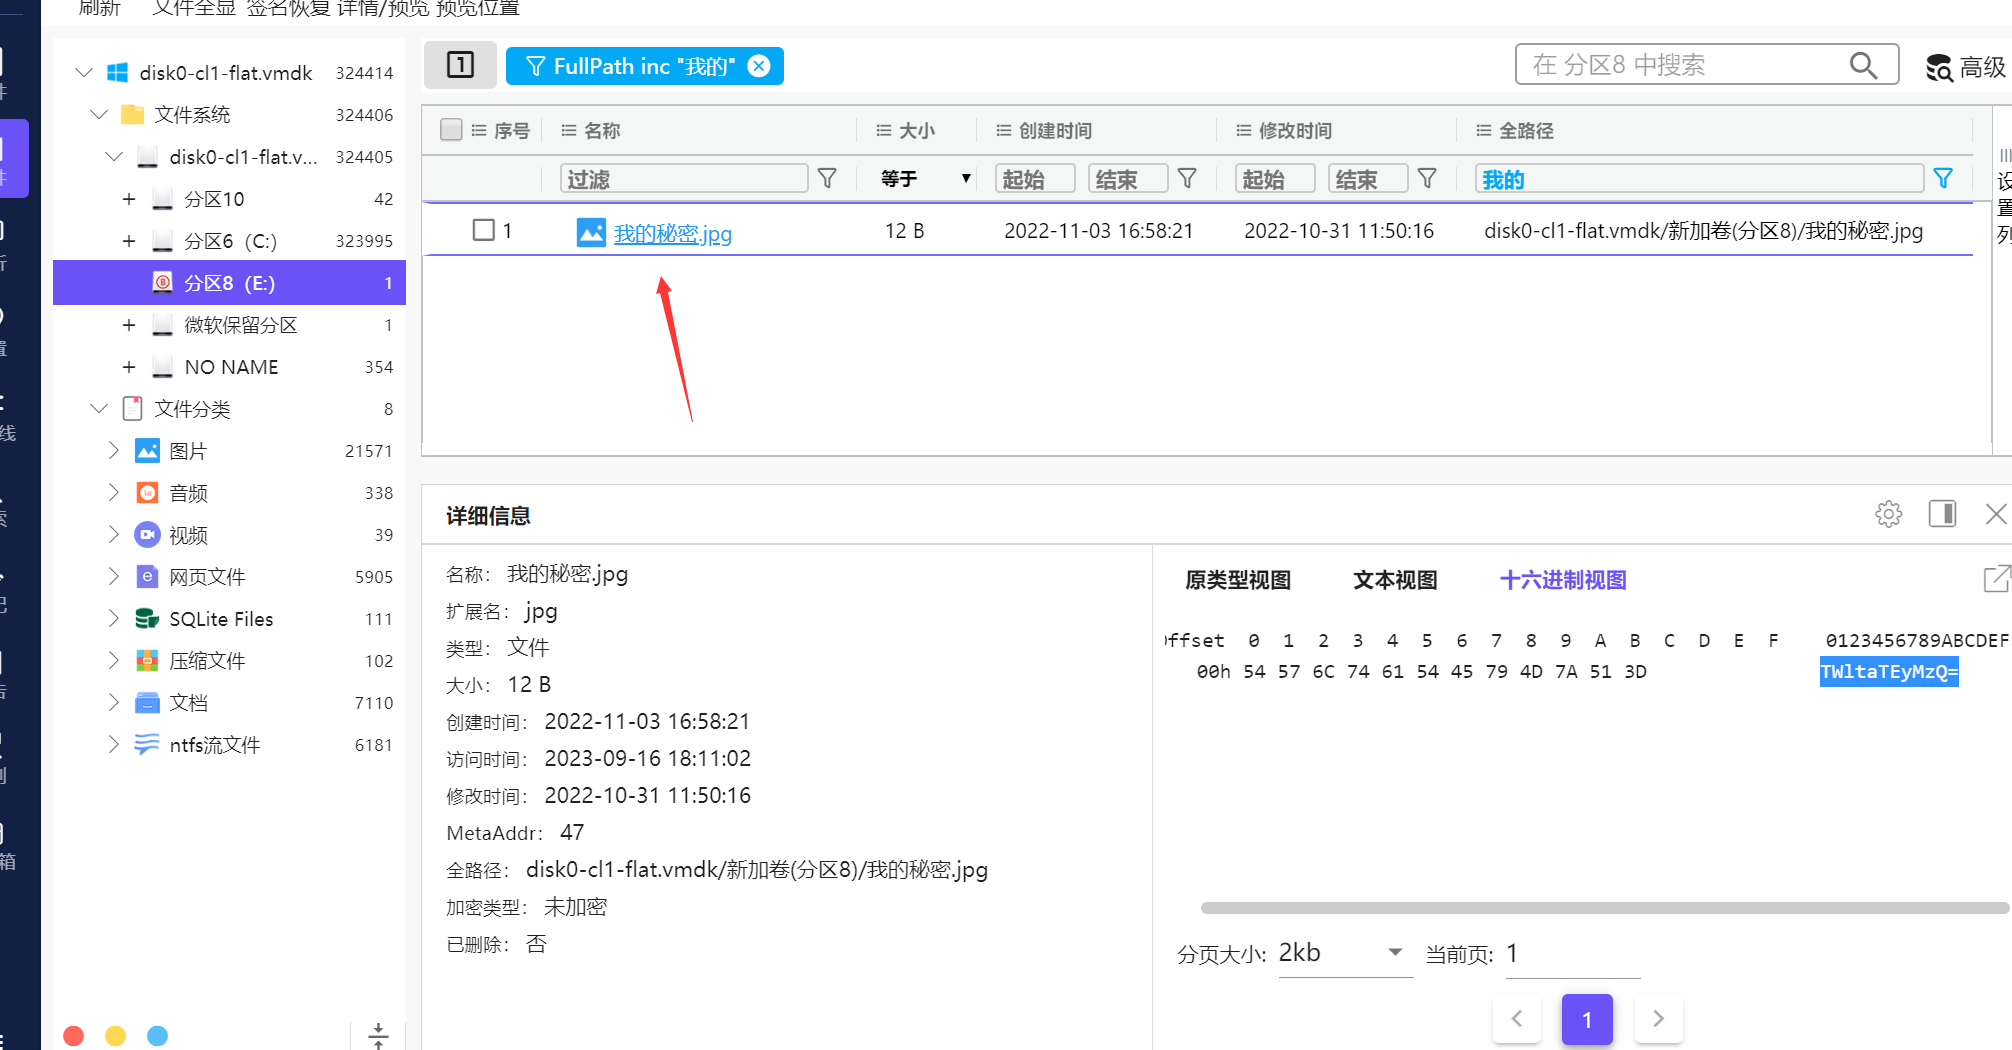 刷新 文件全显 签名恢复 详情/预览 预览位置
disk0-cl1-flat.vmdk 324414
文件系统 324406
disk0-cl1-flat.v... 324405
分区10 42
分区6 (C:) 323995
分区8 (E:) 1
微软保留分区 1
NO NAME 354
文件分类 8
图片 21571
音频 338
视频 39
网页文件 5905
SQLite Files 111
压缩文件 102
文档 7110
ntfs流文件 6181
1 FullPath inc "我的"
在 分区8 中搜索
高级
序号 名称 大小 创建时间 修改时间 全路径
过滤 等于 起始 结束 起始 结束 我的
1 我的秘密.jpg 12 B 2022-11-03 16:58:21 2022-10-31 11:50:16 disk0-cl1-flat.vmdk/新加卷(分区8)/我的秘密.jpg
设
置
列
详细信息
名称: 我的秘密.jpg
扩展名: jpg
类型: 文件
大小: 12 B
创建时间: 2022-11-03 16:58:21
访问时间: 2023-09-16 18:11:02
修改时间: 2022-10-31 11:50:16
MetaAddr: 47
全路径: disk0-cl1-flat.vmdk/新加卷(分区8)/我的秘密.jpg
加密类型: 未加密
已删除: 否
原类型视图 文本视图 十六进制视图
ffset 0 1 2 3 4 5 6 7 8 9 A B C D E F 0123456789ABCDEF
00h 54 57 6C 74 61 54 45 79 4D 7A 51 3D TWltaTEyMzQ=
分页大小: 2kb 当前页: 1
1